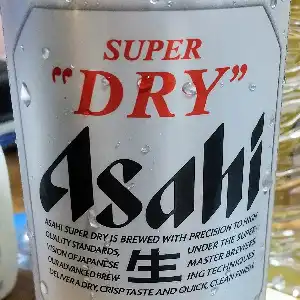 SUPER
"DRY"
Asahi
ASAHI SUPER DRY IS BREWED WITH PRECISION TO HIGH
QUALITY STANDARDS, UNDER THE SUPER-
VISION OF JAPANESE MASTER BREWERS.
OUR ADVANCED BREW- ING TECHNIQUES
DELIVER A DRY, CRISP TASTE AND QUICK, CLEAN FINISH.
生